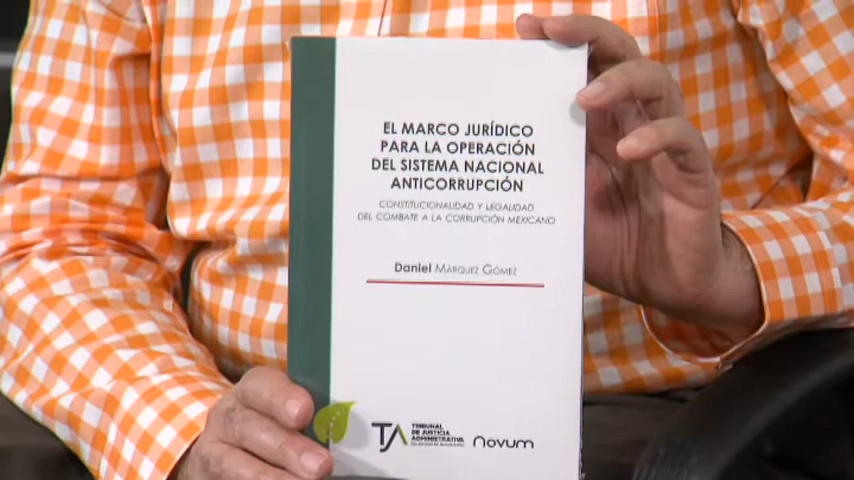 EL MARCO JURÍDICO
PARA LA OPERACIÓN
DEL SISTEMA NACIONAL
ANTICORRUPCIÓN
CONSTITUCIONALIDAD Y LEGALIDAD
DEL COMBATE A LA CORRUPCIÓN MEXICANO
Daniel MÁRQUEZ GÓMEZ
TJA
TRIBUNAL
DE JUSTICIA
ADMINISTRATIVA
Novum